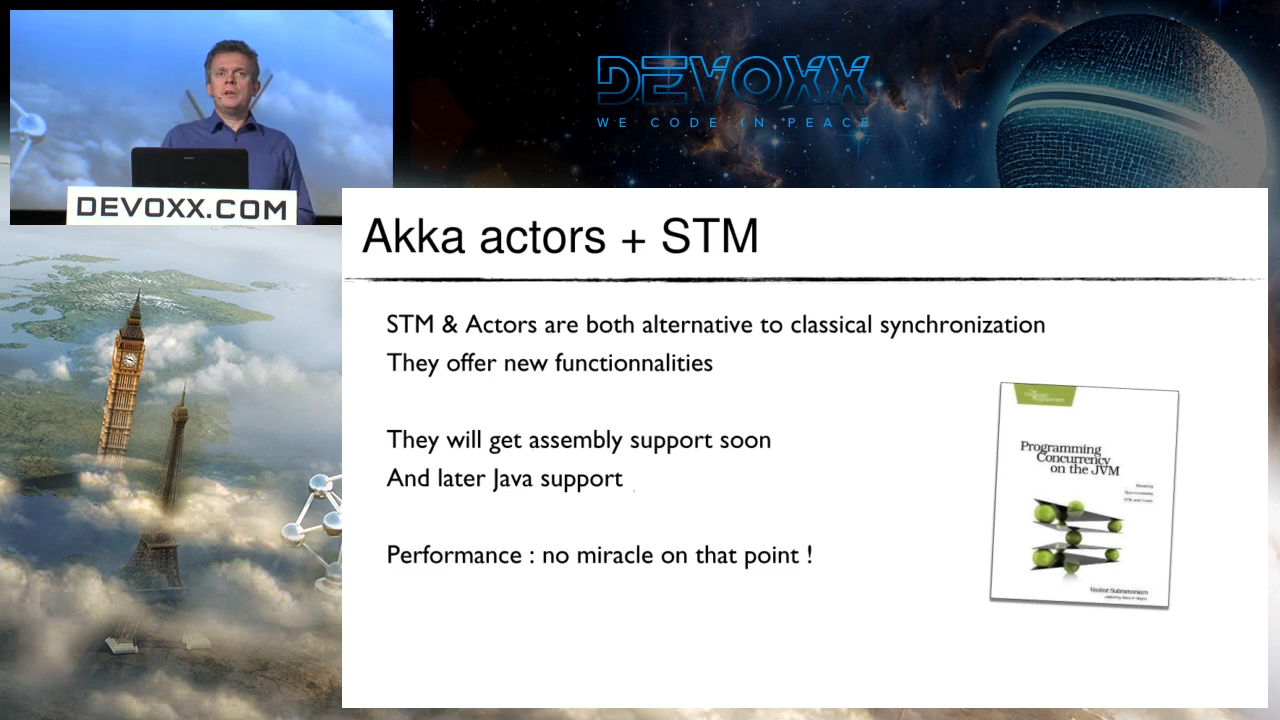 DEVOXX
WE CODE IN PEACE
DEVOXX.COM
Akka actors + STM
STM & Actors are both alternative to classical synchronization
They offer new functionnalities
They will get assembly support soon
And later Java support
Performance : no miracle on that point !
Programming
Concurrency
on the JVM
Venkat Subramaniam